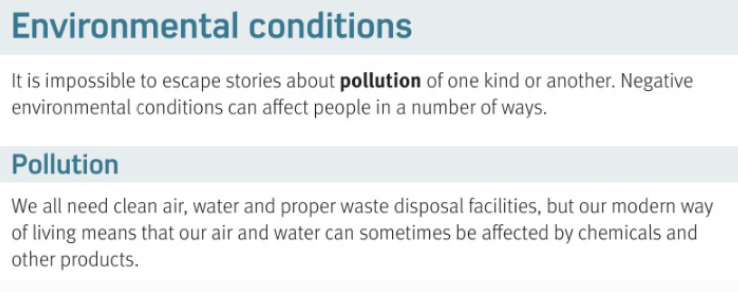 Environmental conditions
It is impossible to escape stories about pollution of one kind or another. Negative
environmental conditions can affect people in a number of ways.
Pollution
We all need clean air, water and proper waste disposal facilities, but our modern way
of living means that our air and water can sometimes be affected by chemicals and
other products.